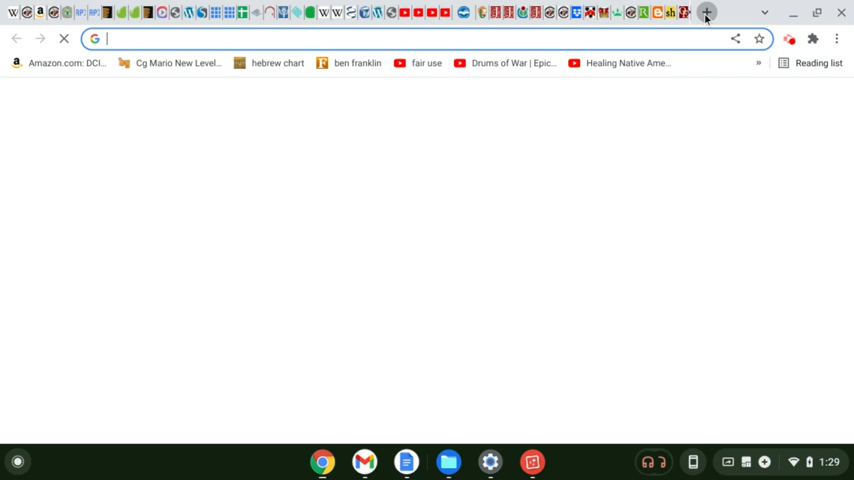 Amazon.com: DCI...
Cg Mario New Level...
hebrew chart
ben franklin
fair use
Drums of War | Epic...
Healing Native Ame...
»
Reading list
1:29